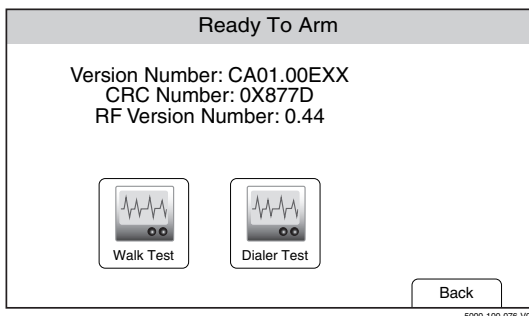 Ready To Arm
Version Number: CA01.00EXX
CRC Number: 0X877D
RF Version Number: 0.44
Walk Test
Dialer Test
Back